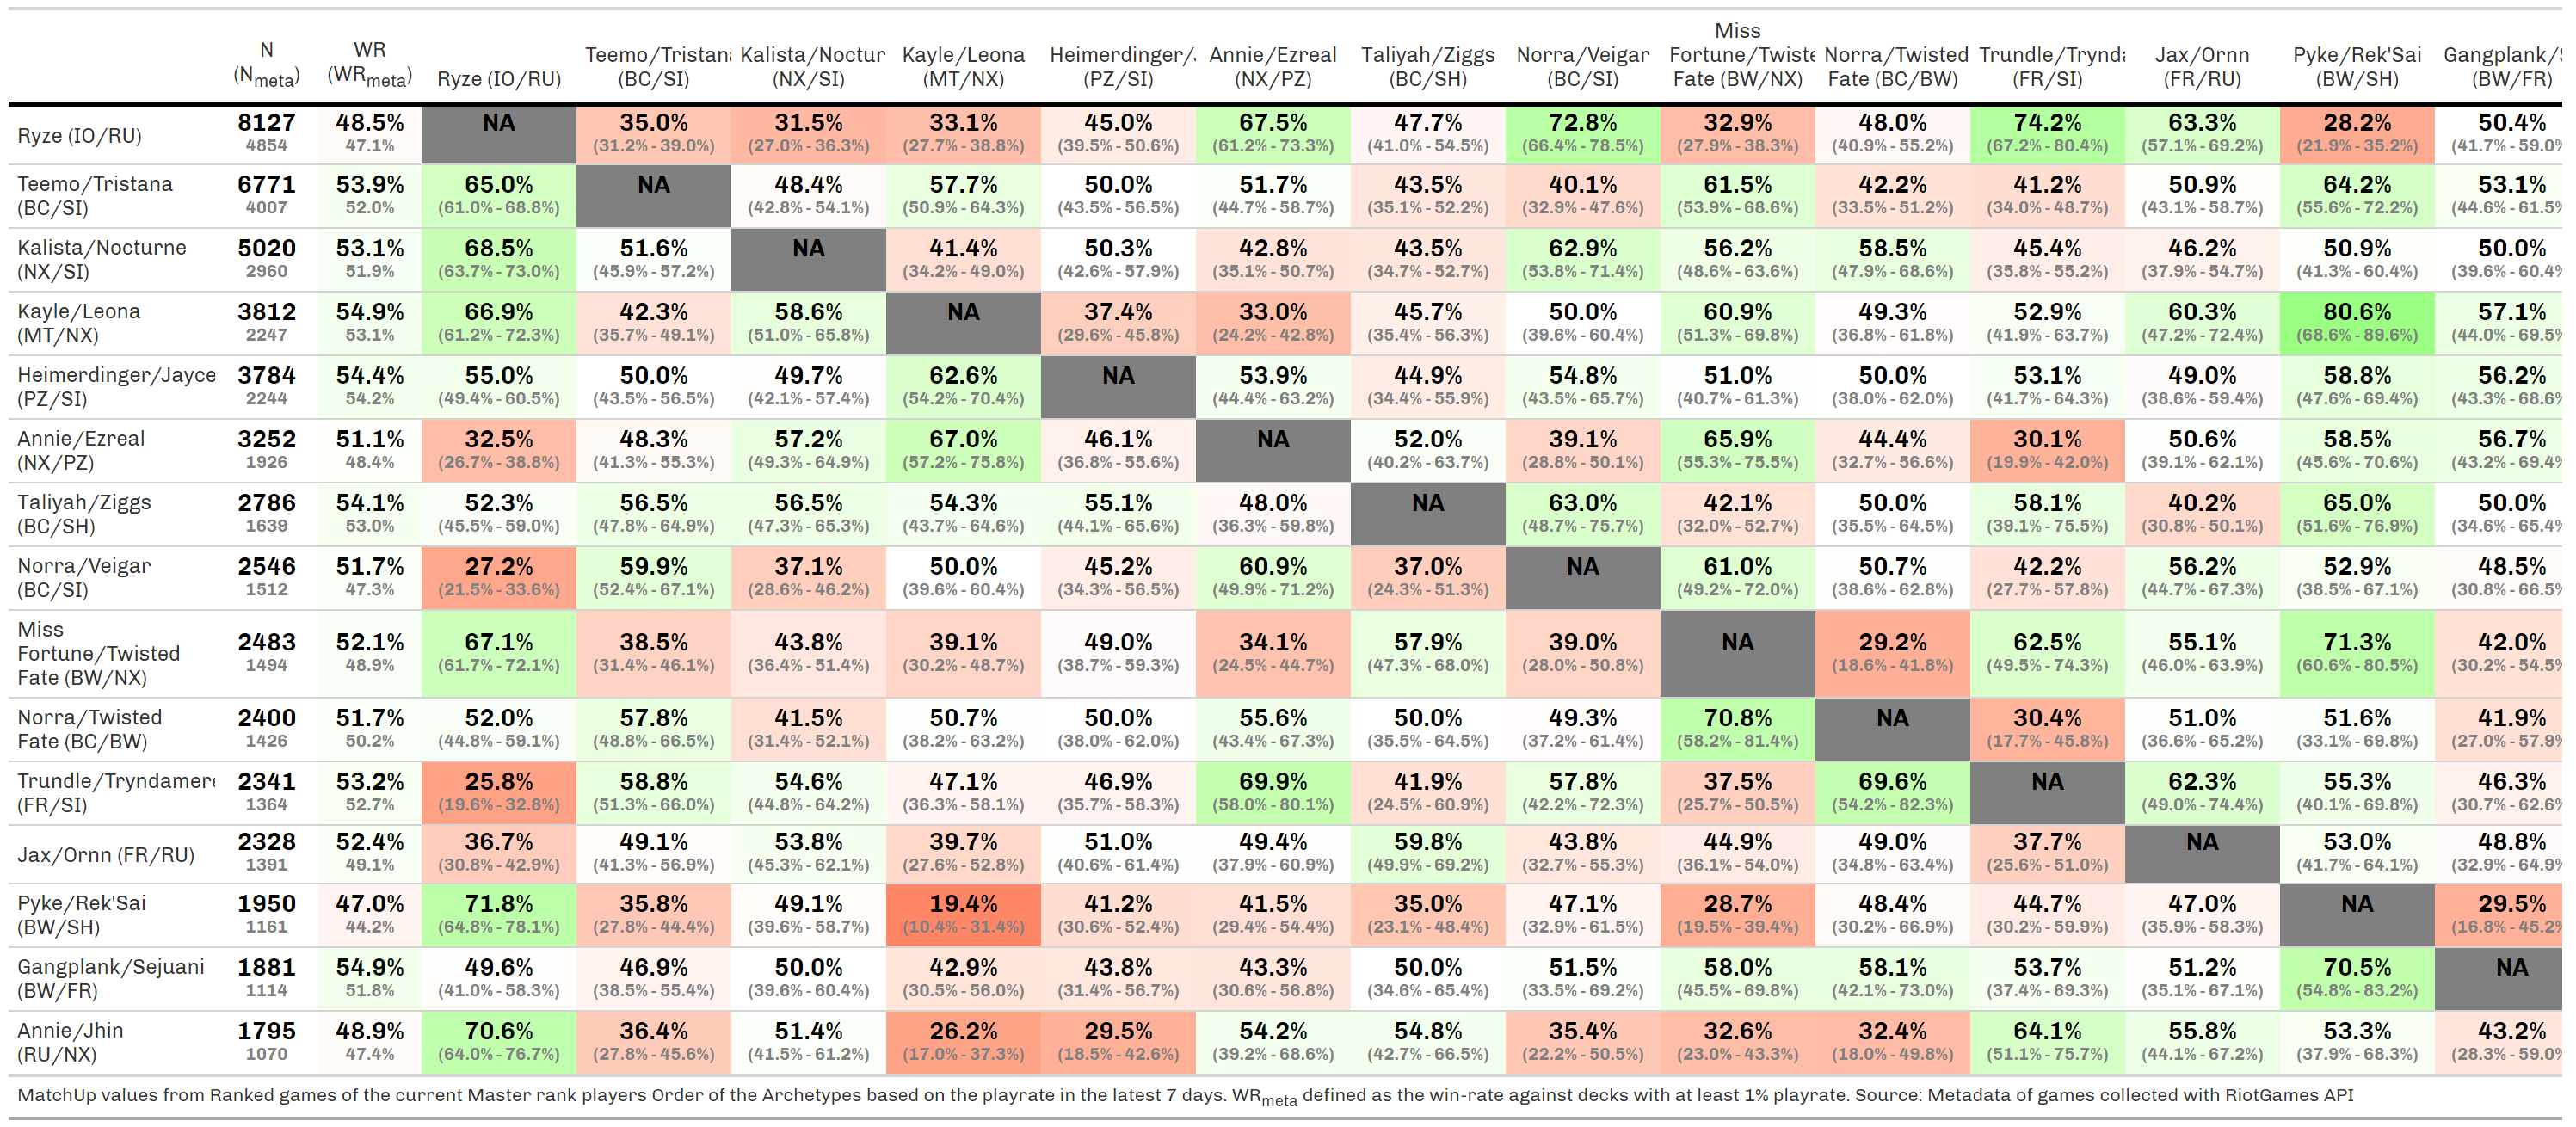 N (Nmeta) WR (WRmeta) Ryze (IO/RU) Teemo/Tristana (BC/SI) Kalista/Noctur (NX/SI) Kayle/Leona (MT/NX) Heimerdinger/J (PZ/SI) Annie/Ezreal (NX/PZ) Taliyah/Ziggs (BC/SH) Norra/Veigar (BC/SI) Miss Fortune/Twiste Fate (BW/NX) Norra/Twisted Fate (BC/BW) Trundle/Trynda (FR/SI) Jax/Ornn (FR/RU) Pyke/Rek'Sai (BW/SH) Gangplank/S (BW/FR)
Ryze (IO/RU) 8127 48.5% NA 35.0% 31.5% 33.1% 45.0% 67.5% 47.7% 72.8% 32.9% 48.0% 74.2% 63.3% 28.2% 50.4%
4854 47.1% (31.2% - 39.0%) (27.0% - 36.3%) (27.7% - 38.8%) (39.5% - 50.6%) (61.2% - 73.3%) (41.0% - 54.5%) (66.4% - 78.5%) (27.9% - 38.3%) (40.9% - 55.2%) (67.2% - 80.4%) (57.1% - 69.2%) (21.9% - 35.2%) (41.7% - 59.0%
Teemo/Tristana 6771 53.9% 65.0% NA 48.4% 57.7% 50.0% 51.7% 43.5% 40.1% 61.5% 42.2% 41.2% 50.9% 64.2% 53.1%
(BC/SI) 4007 52.0% (61.0% - 68.8%) (42.8% - 54.1%) (50.9% - 64.3%) (43.5% - 56.5%) (44.7% - 58.7%) (35.1% - 52.2%) (32.9% - 47.6%) (53.9% - 68.6%) (33.5% - 51.2%) (34.0% - 48.7%) (43.1% - 58.7%) (55.6% - 72.2%) (44.6% - 61.5%
Kalista/Nocturne 5020 53.1% 68.5% 51.6% NA 41.4% 50.3% 42.8% 43.5% 62.9% 56.2% 58.5% 45.4% 46.2% 50.9% 50.0%
(NX/SI) 2960 51.9% (63.7% - 73.0%) (45.9% - 57.2%) (34.2% - 49.0%) (42.6% - 57.9%) (35.1% - 50.7%) (34.7% - 52.7%) (53.8% - 71.4%) (48.6% - 63.6%) (47.9% - 68.6%) (35.8% - 55.2%) (37.9% - 54.7%) (41.3% - 60.4%) (39.6% - 60.4%
Kayle/Leona 3812 54.9% 66.9% 42.3% 58.6% NA 37.4% 33.0% 45.7% 50.0% 60.9% 49.3% 52.9% 60.3% 80.6% 57.1%
(MT/NX) 2247 53.1% (61.2% - 72.3%) (35.7% - 49.1%) (51.0% - 65.8%) (29.6% - 45.8%) (24.2% - 42.8%) (35.4% - 56.3%) (39.6% - 60.4%) (51.3% - 69.8%) (36.8% - 61.8%) (41.9% - 63.7%) (47.2% - 72.4%) (68.6% - 89.6%) (44.0% - 69.5%
Heimerdinger/Jayce 3784 54.4% 55.0% 50.0% 49.7% 62.6% NA 53.9% 44.9% 54.8% 51.0% 50.0% 53.1% 49.0% 58.8% 56.2%
(PZ/SI) 2244 54.2% (49.4% - 60.5%) (43.5% - 56.5%) (42.1% - 57.4%) (54.2% - 70.4%) (44.4% - 63.2%) (34.4% - 55.9%) (43.5% - 65.7%) (40.7% - 61.3%) (38.0% - 62.0%) (41.7% - 64.3%) (38.6% - 59.4%) (47.6% - 69.4%) (43.3% - 68.6%
Annie/Ezreal 3252 51.1% 32.5% 48.3% 57.2% 67.0% 46.1% NA 52.0% 39.1% 65.9% 44.4% 30.1% 50.6% 58.5% 56.7%
(NX/PZ) 1926 48.4% (26.7% - 38.8%) (41.3% - 55.3%) (49.3% - 64.9%) (57.2% - 75.8%) (36.8% - 55.6%) (40.2% - 63.7%) (28.8% - 50.1%) (55.3% - 75.5%) (32.7% - 56.6%) (19.9% - 42.0%) (39.1% - 62.1%) (45.6% - 70.6%) (43.2% - 69.4%
Taliyah/Ziggs 2786 54.1% 52.3% 56.5% 56.5% 54.3% 55.1% 48.0% NA 63.0% 42.1% 50.0% 58.1% 40.2% 65.0% 50.0%
(BC/SH) 1639 53.0% (45.5% - 59.0%) (47.8% - 64.9%) (47.3% - 65.3%) (43.7% - 64.6%) (44.1% - 65.6%) (36.3% - 59.8%) (48.7% - 75.7%) (32.0% - 52.7%) (35.5% - 64.5%) (39.1% - 75.5%) (30.8% - 50.1%) (51.6% - 76.9%) (34.6% - 65.4%
Norra/Veigar 2546 51.7% 27.2% 59.9% 37.1% 50.0% 45.2% 60.9% 37.0% NA 61.0% 50.7% 42.2% 56.2% 52.9% 48.5%
(BC/SI) 1512 47.3% (21.5% - 33.6%) (52.4% - 67.1%) (28.6% - 46.2%) (39.6% - 60.4%) (34.3% - 56.5%) (49.9% - 71.2%) (24.3% - 51.3%) (49.2% - 72.0%) (38.6% - 62.8%) (27.7% - 57.8%) (44.7% - 67.3%) (38.5% - 67.1%) (30.8% - 66.5%
Miss
Fortune/Twisted 2483 52.1% 67.1% 38.5% 43.8% 39.1% 49.0% 34.1% 57.9% 39.0% NA 29.2% 62.5% 55.1% 71.3% 42.0%
Fate (BW/NX) 1494 48.9% (61.7% - 72.1%) (31.4% - 46.1%) (36.4% - 51.4%) (30.2% - 48.7%) (38.7% - 59.3%) (24.5% - 44.7%) (47.3% - 68.0%) (28.0% - 50.8%) (18.6% - 41.8%) (49.5% - 74.3%) (46.0% - 63.9%) (60.6% - 80.5%) (30.2% - 54.5%
Norra/Twisted 2400 51.7% 52.0% 57.8% 41.5% 50.7% 50.0% 55.6% 50.0% 49.3% 70.8% NA 30.4% 51.0% 51.6% 41.9%
Fate (BC/BW) 1426 50.2% (44.8% - 59.1%) (48.8% - 66.5%) (31.4% - 52.1%) (38.2% - 63.2%) (38.0% - 62.0%) (43.4% - 67.3%) (35.5% - 64.5%) (37.2% - 61.4%) (58.2% - 81.4%) (17.7% - 45.8%) (36.6% - 65.2%) (33.1% - 69.8%) (27.0% - 57.9%
Trundle/Tryndamere 2341 53.2% 25.8% 58.8% 54.6% 47.1% 46.9% 69.9% 41.9% 57.8% 37.5% 69.6% NA 62.3% 55.3% 46.3%
(FR/SI) 1364 52.7% (19.6% - 32.8%) (51.3% - 66.0%) (44.8% - 64.2%) (36.3% - 58.1%) (35.7% - 58.3%) (58.0% - 80.1%) (24.5% - 60.9%) (42.2% - 72.3%) (25.7% - 50.5%) (54.2% - 82.3%) (49.0% - 74.4%) (40.1% - 69.8%) (30.7% - 62.6%
Jax/Ornn (FR/RU) 2328 52.4% 36.7% 49.1% 53.8% 39.7% 51.0% 49.4% 59.8% 43.8% 44.9% 49.0% 37.7% NA 53.0% 48.8%
1391 49.1% (30.8% - 42.9%) (41.3% - 56.9%) (45.3% - 62.1%) (27.6% - 52.8%) (40.6% - 61.4%) (37.9% - 60.9%) (49.9% - 69.2%) (32.7% - 55.3%) (36.1% - 54.0%) (34.8% - 63.4%) (25.6% - 51.0%) (41.7% - 64.1%) (32.9% - 64.9%
Pyke/Rek'Sai 1950 47.0% 71.8% 35.8% 49.1% 19.4% 41.2% 41.5% 35.0% 47.1% 28.7% 48.4% 44.7% 47.0% NA 29.5%
(BW/SH) 1161 44.2% (64.8% - 78.1%) (27.8% - 44.4%) (39.6% - 58.7%) (10.4% - 31.4%) (30.6% - 52.4%) (29.4% - 54.4%) (23.1% - 48.4%) (32.9% - 61.5%) (19.5% - 39.4%) (30.2% - 66.9%) (30.2% - 59.9%) (35.9% - 58.3%) (16.8% - 45.2%
Gangplank/Sejuani 1881 54.9% 49.6% 46.9% 50.0% 42.9% 43.8% 43.3% 50.0% 51.5% 58.0% 58.1% 53.7% 51.2% 70.5% NA
(BW/FR) 1114 51.8% (41.0% - 58.3%) (38.5% - 55.4%) (39.6% - 60.4%) (30.5% - 56.0%) (31.4% - 56.7%) (30.6% - 56.8%) (34.6% - 65.4%) (33.5% - 69.2%) (45.5% - 69.8%) (42.1% - 73.0%) (37.4% - 69.3%) (35.1% - 67.1%) (54.8% - 83.2%)
Annie/Jhin 1795 48.9% 70.6% 36.4% 51.4% 26.2% 29.5% 54.2% 54.8% 35.4% 32.6% 32.4% 64.1% 55.8% 53.3% 43.2%
(RU/NX) 1070 47.4% (64.0% - 76.7%) (27.8% - 45.6%) (41.5% - 61.2%) (17.0% - 37.3%) (18.5% - 42.6%) (39.2% - 68.6%) (42.7% - 66.5%) (22.2% - 50.5%) (23.0% - 43.3%) (18.0% - 49.8%) (51.1% - 75.7%) (44.1% - 67.2%) (37.9% - 68.3%) (28.3% - 59.0%
MatchUp values from Ranked games of the current Master rank players Order of the Archetypes based on the playrate in the latest 7 days. WRmeta defined as the win-rate against decks with at least 1% playrate. Source: Metadata of games collected with RiotGames API